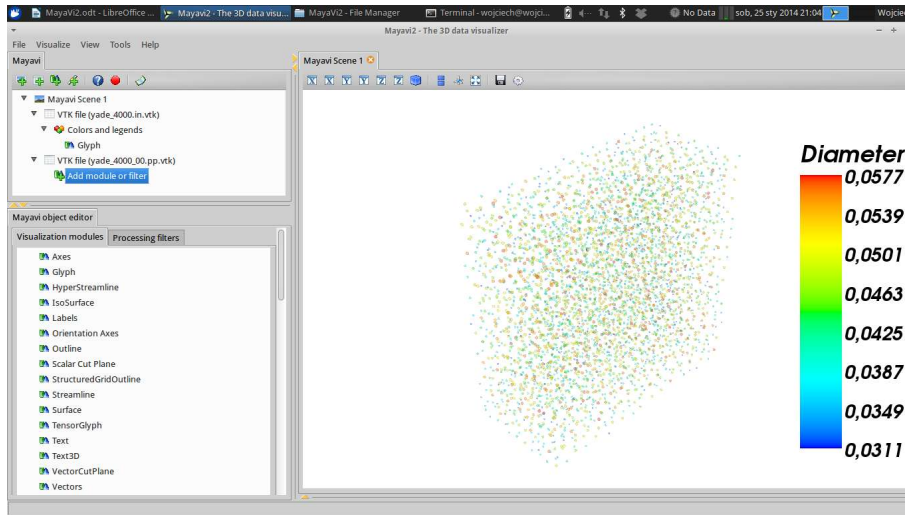 MayaVi2.odt - LibreOffice ... Mayavi2 - The 3D data visu... MayaVi2 - File Manager Terminal - wojciech@wojci... No Data sob, 25 sty 2014 21:04
Mayavi2 - The 3D data visualizer
File Visualize View Tools Help
Mayavi
Mayavi Scene 1
VTK file (yade_4000.in.vtk)
Colors and legends
Glyph
VTK file (yade_4000_00.pp.vtk)
Add module or filter
Mayavi object editor
Visualization modules Processing filters
Axes
Glyph
HyperStreamline
IsoSurface
Labels
Orientation Axes
Outline
Scalar Cut Plane
StructuredGridOutline
Streamline
Surface
TensorGlyph
Text
Text3D
VectorCutPlane
Vectors
Mayavi Scene 1
X X Y Y Z Z
Diameter
0,0577
0,0539
0,0501
0,0463
0,0425
0,0387
0,0349
0,0311